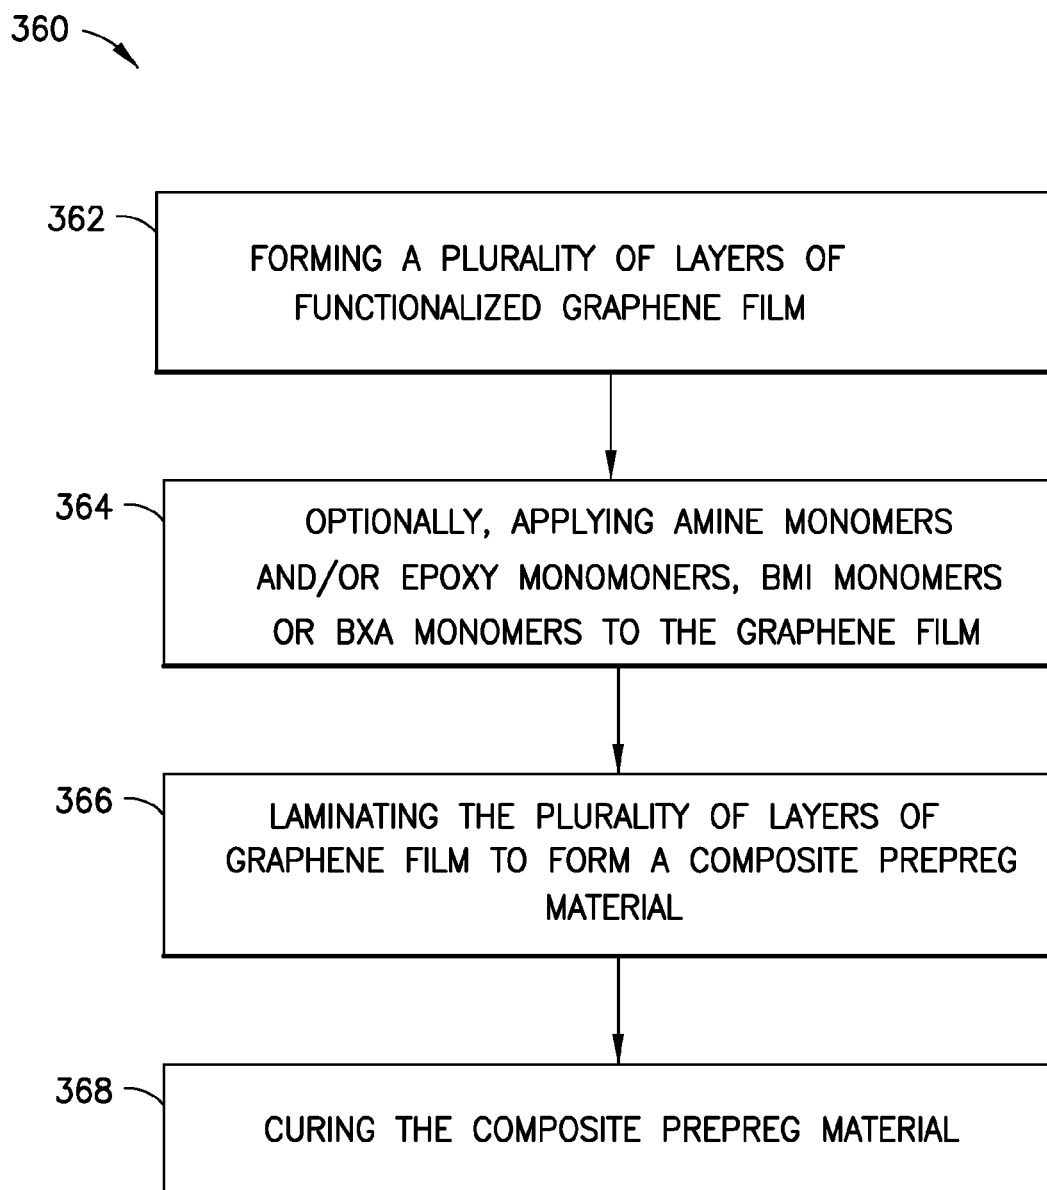 360
362
FORMING A PLURALITY OF LAYERS OF
FUNCTIONALIZED GRAPHENE FILM
364
OPTIONALLY, APPLYING AMINE MONOMERS
AND/OR EPOXY MONOMONERS, BMI MONOMERS
OR BXA MONOMERS TO THE GRAPHENE FILM
366
LAMINATING THE PLURALITY OF LAYERS OF
GRAPHENE FILM TO FORM A COMPOSITE PREPREG
MATERIAL
368
CURING THE COMPOSITE PREPREG MATERIAL